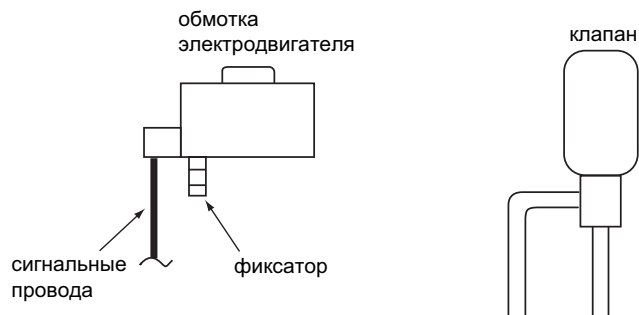 обмотка
электродвигателя
клапан
сигнальные
провода
фиксатор